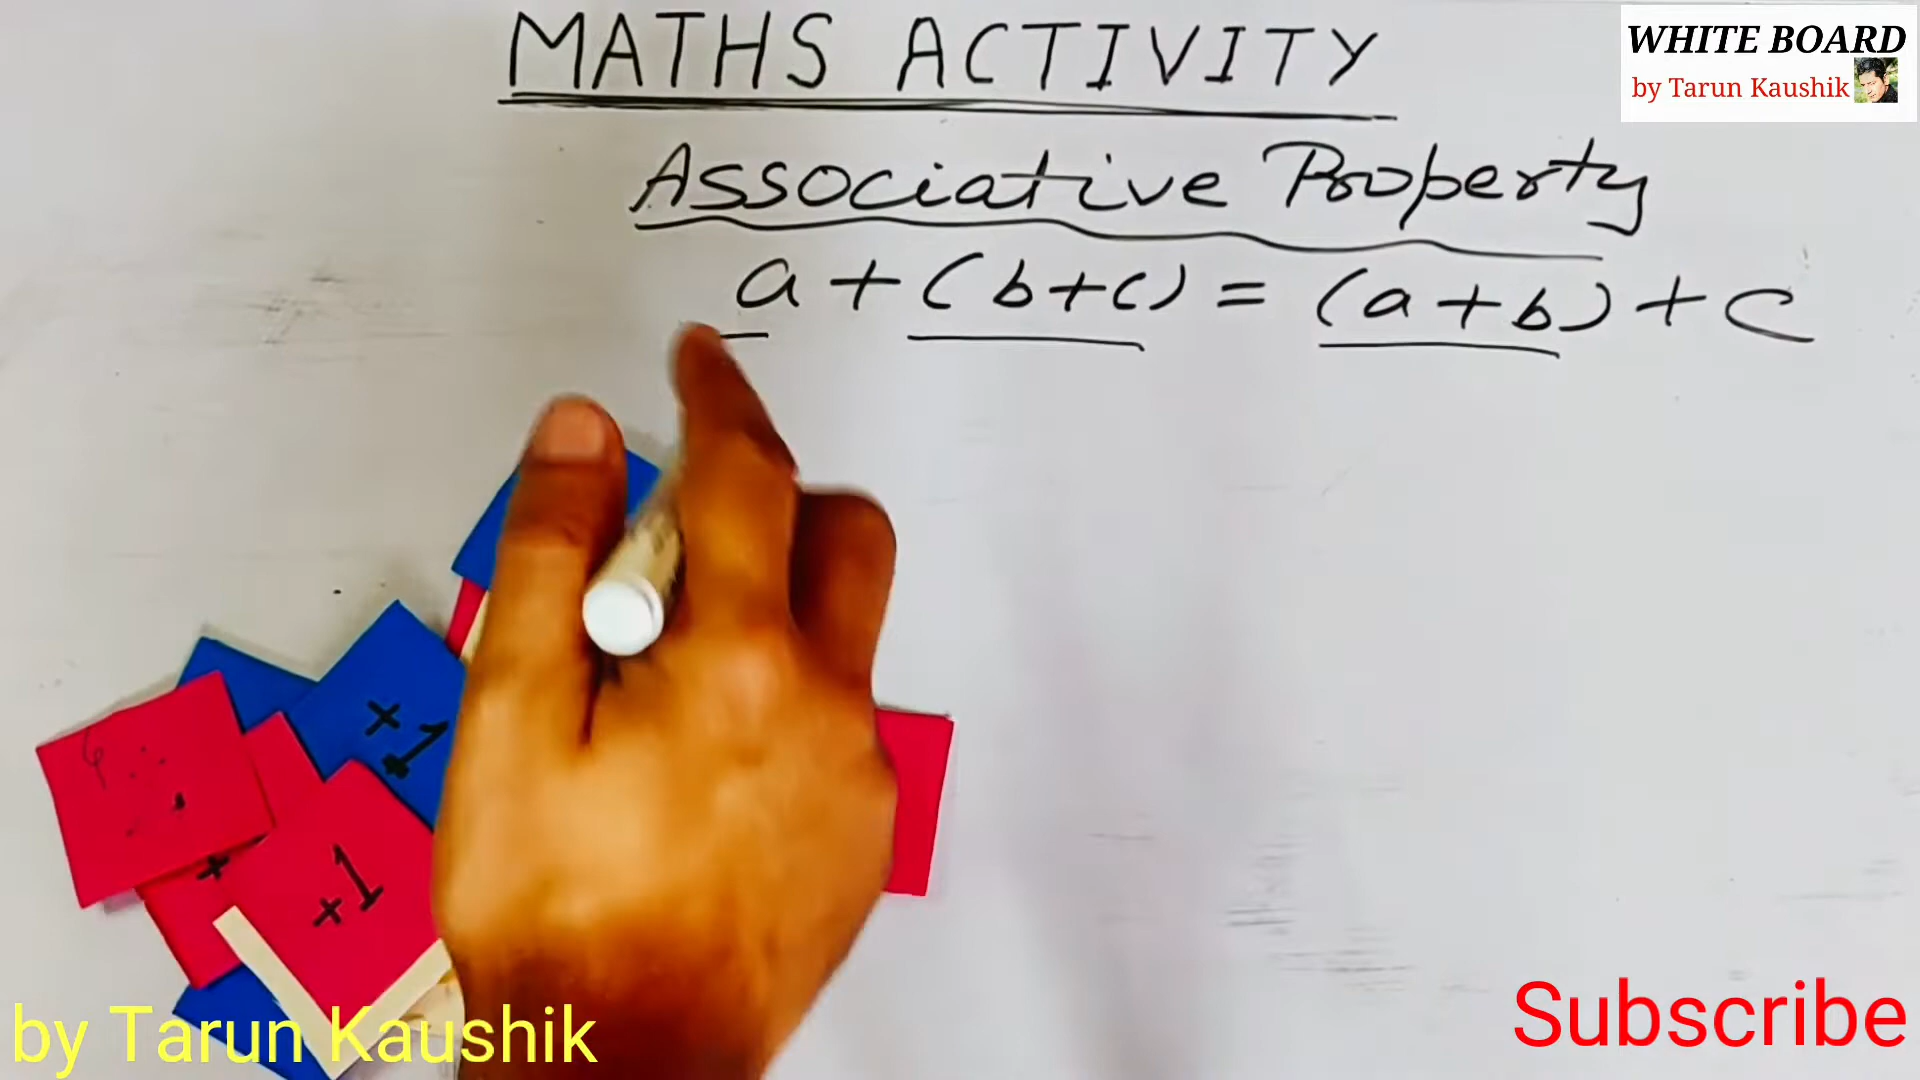 MATHS ACTIVITY
WHITE BOARD
by Tarun Kaushik
Associative Property
a + (b+c) = (a+b) + c
+1
+
+1
by Tarun Kaushik
Subscribe